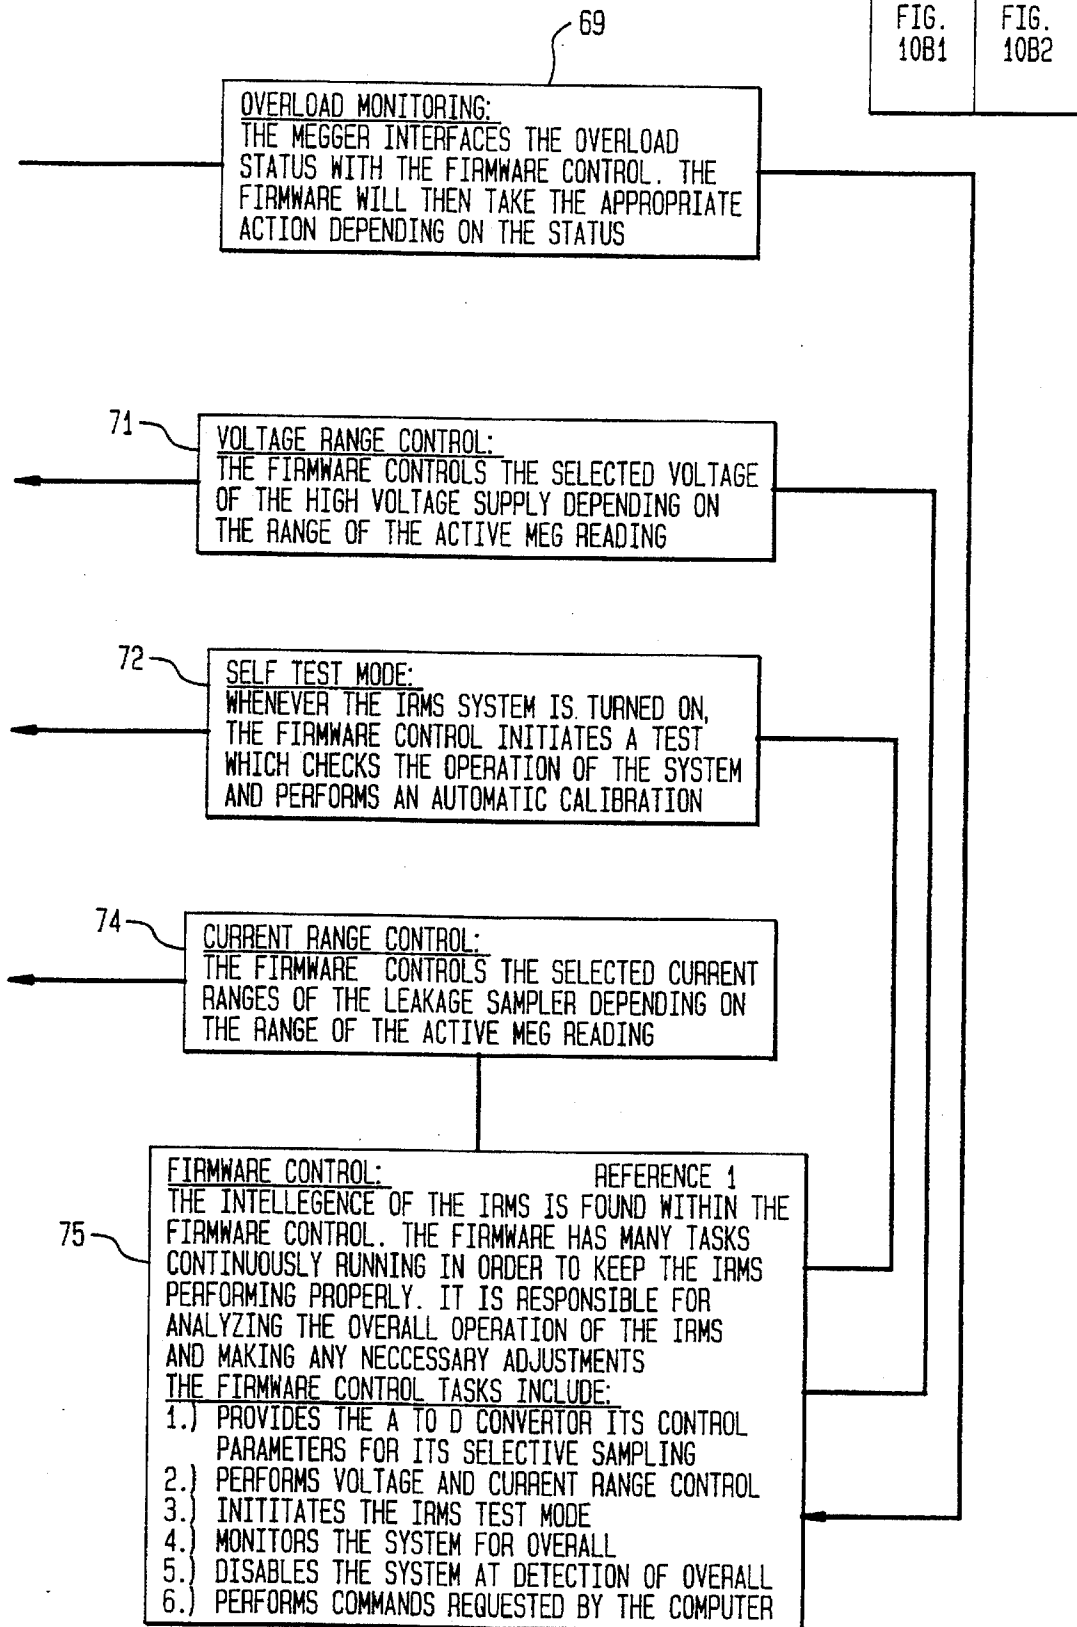 69
FIG. 10B1
FIG. 10B2
OVERLOAD MONITORING:
THE MEGGER INTERFACES THE OVERLOAD
STATUS WITH THE FIRMWARE CONTROL. THE
FIRMWARE WILL THEN TAKE THE APPROPRIATE
ACTION DEPENDING ON THE STATUS
71
VOLTAGE RANGE CONTROL:
THE FIRMWARE CONTROLS THE SELECTED VOLTAGE
OF THE HIGH VOLTAGE SUPPLY DEPENDING ON
THE RANGE OF THE ACTIVE MEG READING
72
SELF TEST MODE:
WHENEVER THE IRMS SYSTEM IS TURNED ON,
THE FIRMWARE CONTROL INITIATES A TEST
WHICH CHECKS THE OPERATION OF THE SYSTEM
AND PERFORMS AN AUTOMATIC CALIBRATION
74
CURRENT RANGE CONTROL:
THE FIRMWARE CONTROLS THE SELECTED CURRENT
RANGES OF THE LEAKAGE SAMPLER DEPENDING ON
THE RANGE OF THE ACTIVE MEG READING
75
FIRMWARE CONTROL: REFERENCE 1
THE INTELLEGENCE OF THE IRMS IS FOUND WITHIN THE
FIRMWARE CONTROL. THE FIRMWARE HAS MANY TASKS
CONTINUOUSLY RUNNING IN ORDER TO KEEP THE IRMS
PERFORMING PROPERLY. IT IS RESPONSIBLE FOR
ANALYZING THE OVERALL OPERATION OF THE IRMS
AND MAKING ANY NECCESSARY ADJUSTMENTS
THE FIRMWARE CONTROL TASKS INCLUDE:
1.) PROVIDES THE A TO D CONVERTOR ITS CONTROL
PARAMETERS FOR ITS SELECTIVE SAMPLING
2.) PERFORMS VOLTAGE AND CURRENT RANGE CONTROL
3.) INITITATES THE IRMS TEST MODE
4.) MONITORS THE SYSTEM FOR OVERALL
5.) DISABLES THE SYSTEM AT DETECTION OF OVERALL
6.) PERFORMS COMMANDS REQUESTED BY THE COMPUTER